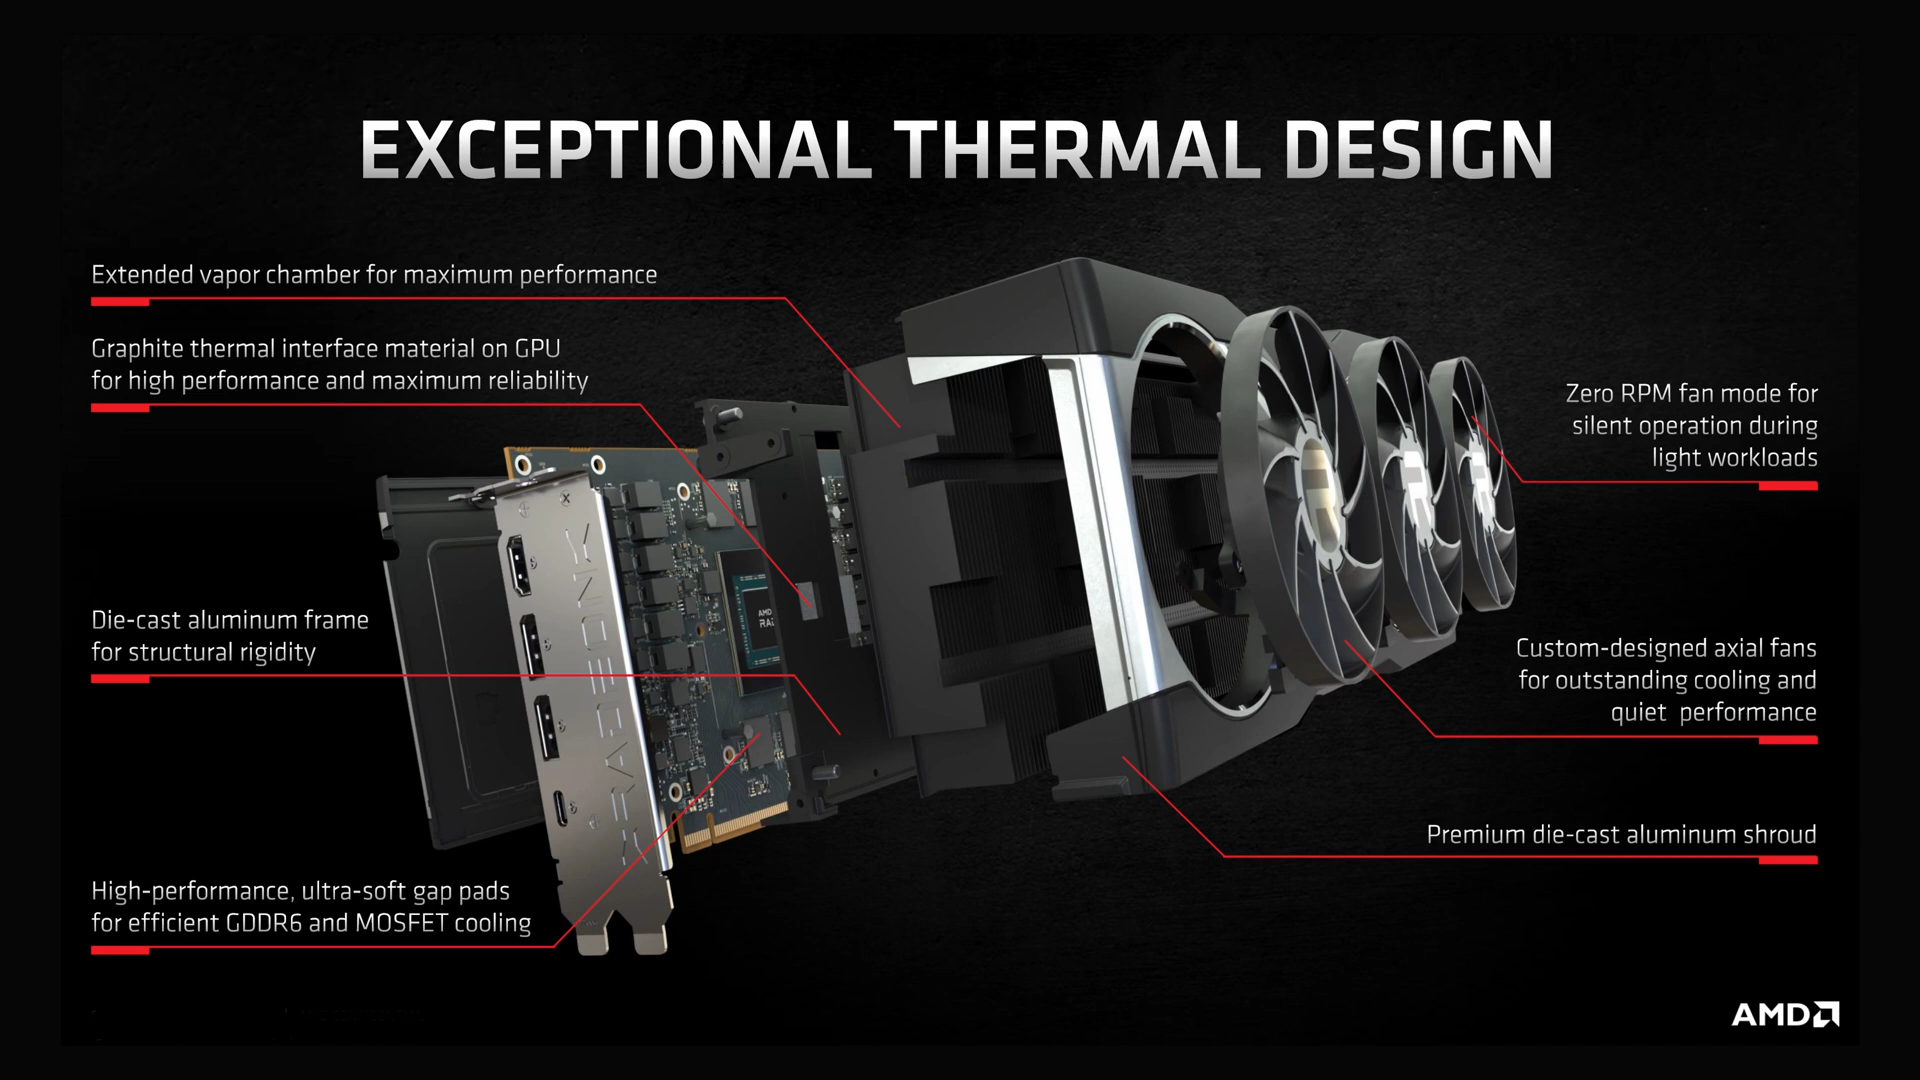 EXCEPTIONAL THERMAL DESIGN
Extended vapor chamber for maximum performance
Graphite thermal interface material on GPU
for high performance and maximum reliability
Die-cast aluminum frame
for structural rigidity
High-performance, ultra-soft gap pads
for efficient GDDR6 and MOSFET cooling
Zero RPM fan mode for
silent operation during
light workloads
Custom-designed axial fans
for outstanding cooling and
quiet performance
Premium die-cast aluminum shroud
AMD
AMD